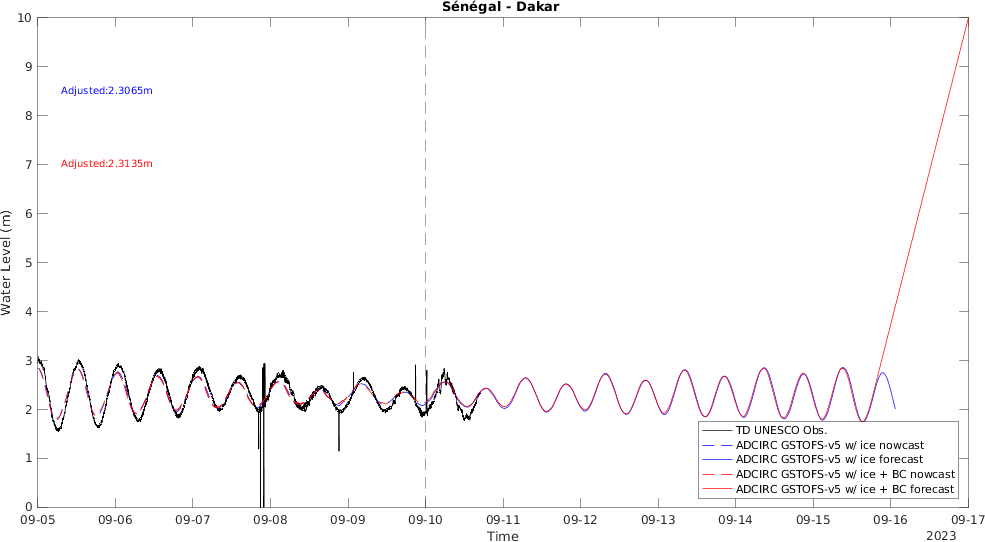 Sénégal - Dakar
10
9
8
7
6
5
4
3
2
1
0
Water Level (m)
Adjusted:2.3065m
Adjusted:2.3135m
TD UNESCO Obs.
ADCIRC GSTOFS-v5 w/ ice nowcast
ADCIRC GSTOFS-v5 w/ ice forecast
ADCIRC GSTOFS-v5 w/ ice + BC nowcast
ADCIRC GSTOFS-v5 w/ ice + BC forecast
09-05 09-06 09-07 09-08 09-09 09-10 09-11 09-12 09-13 09-14 09-15 09-16 09-17
Time
2023